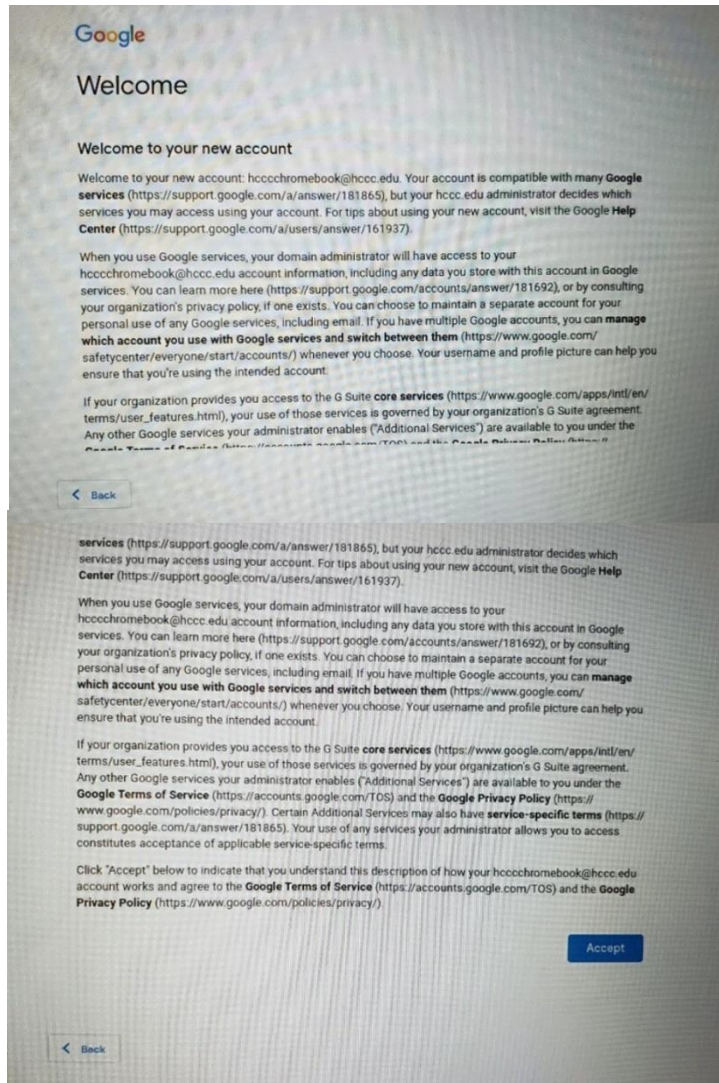 Google
Welcome
Welcome to your new account
Welcome to your new account: hcccchromebook@hccc.edu. Your account is compatible with many Google
services (https://support.google.com/a/answer/181865), but your hccc.edu administrator decides which
services you may access using your account. For tips about using your new account, visit the Google Help
Center (https://support.google.com/a/users/answer/161937).
When you use Google services, your domain administrator will have access to your
hcccchromebook@hccc.edu account information, including any data you store with this account in Google
services. You can learn more here (https://support.google.com/accounts/answer/181692), or by consulting
your organization's privacy policy, if one exists. You can choose to maintain a separate account for your
personal use of any Google services, including email. If you have multiple Google accounts, you can manage
which account you use with Google services and switch between them (https://www.google.com/
safetycenter/everyone/start/accounts/) whenever you choose. Your username and profile picture can help you
ensure that you're using the intended account.
If your organization provides you access to the G Suite core services (https://www.google.com/apps/intl/en/
terms/user_features.html), your use of those services is governed by your organization's G Suite agreement.
Any other Google services your administrator enables ("Additional Services") are available to you under the
Google Terms of Service (https://accounts.google.com/TOS) and the Google Privacy Policy (https://
< Back
services (https://support.google.com/a/answer/181865), but your hccc.edu administrator decides which
services you may access using your account. For tips about using your new account, visit the Google Help
Center (https://support.google.com/a/users/answer/161937).
When you use Google services, your domain administrator will have access to your
hcccchromebook@hccc.edu account information, including any data you store with this account in Google
services. You can learn more here (https://support.google.com/accounts/answer/181692), or by consulting
your organization's privacy policy, if one exists. You can choose to maintain a separate account for your
personal use of any Google services, including email. If you have multiple Google accounts, you can manage
which account you use with Google services and switch between them (https://www.google.com/
safetycenter/everyone/start/accounts/) whenever you choose. Your username and profile picture can help you
ensure that you're using the intended account.
If your organization provides you access to the G Suite core services (https://www.google.com/apps/intl/en/
terms/user_features.html), your use of those services is governed by your organization's G Suite agreement.
Any other Google services your administrator enables ("Additional Services") are available to you under the
Google Terms of Service (https://accounts.google.com/TOS) and the Google Privacy Policy (https://
www.google.com/policies/privacy/). Certain Additional Services may also have service-specific terms (https://
support.google.com/a/answer/181865). Your use of any services your administrator allows you to access
constitutes acceptance of applicable service-specific terms.
Click "Accept" below to indicate that you understand this description of how your hcccchromebook@hccc.edu
account works and agree to the Google Terms of Service (https://accounts.google.com/TOS) and the Google
Privacy Policy (https://www.google.com/policies/privacy/)
Accept
< Back